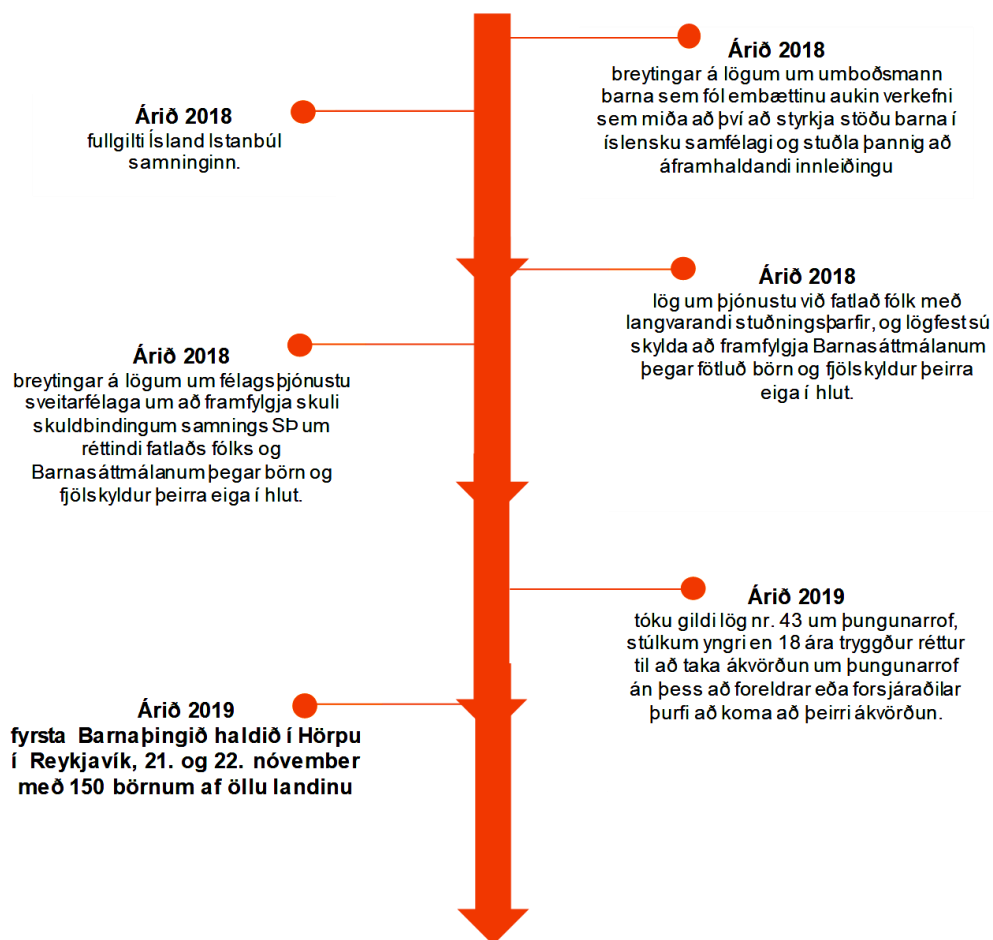 Árið 2018
breytingar á lögum um umboðsmann
barna sem fól embættinu aukin verkefni
sem miða að því að styrkja stöðu barna í
íslensku samfélagi og stuðla þannig að
áframhaldandi innleiðingu
Árið 2018
fullgilti Ísland Istanbúl
samninginn.
Árið 2018
lög um þjónustu við fatlað fólk með
langvarandi stuðningsþarfir, og lögfest sú
skylda að framfylgja Barnasáttmálanum
þegar fötluð börn og fjölskyldur þeirra
eiga í hlut.
Árið 2018
breytingar á lögum um félagsþjónustu
sveitarfélaga um að framfylgja skuli
skuldbindingum samnings SÞ um
réttindi fatlaðs fólks og
Barnasáttmálanum þegar börn og
fjölskyldur þeirra eiga í hlut.
Árið 2019
tóku gildi lög nr. 43 um þungunarrof,
stúlkum yngri en 18 ára tryggður réttur
til að taka ákvörðun um þungunarrof
án þess að foreldrar eða forsjáraðilar
þurfi að koma að þeirri ákvörðun.
Árið 2019
fyrsta Barnaþingið haldið í Hörpu
í Reykjavík, 21. og 22. nóvember
með 150 börnum af öllu landinu